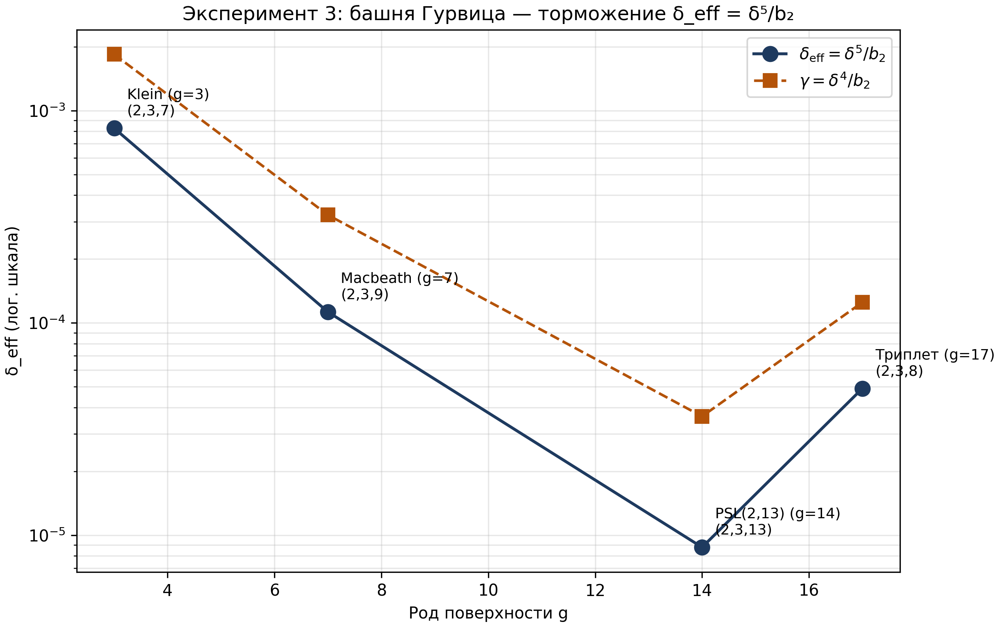 Эксперимент 3: башня Гурвица — торможение δ_eff = δ⁵/b₂
δ_eff = δ⁵/b₂
γ = δ⁴/b₂
Klein (g=3)
(2,3,7)
Macbeath (g=7)
(2,3,9)
Триплет (g=17)
(2,3,8)
PSL(2,13) (g=14)
(2,3,13)
δ_eff (лог. шкала)
10⁻³
10⁻⁴
10⁻⁵
4 6 8 10 12 14 16
Род поверхности g